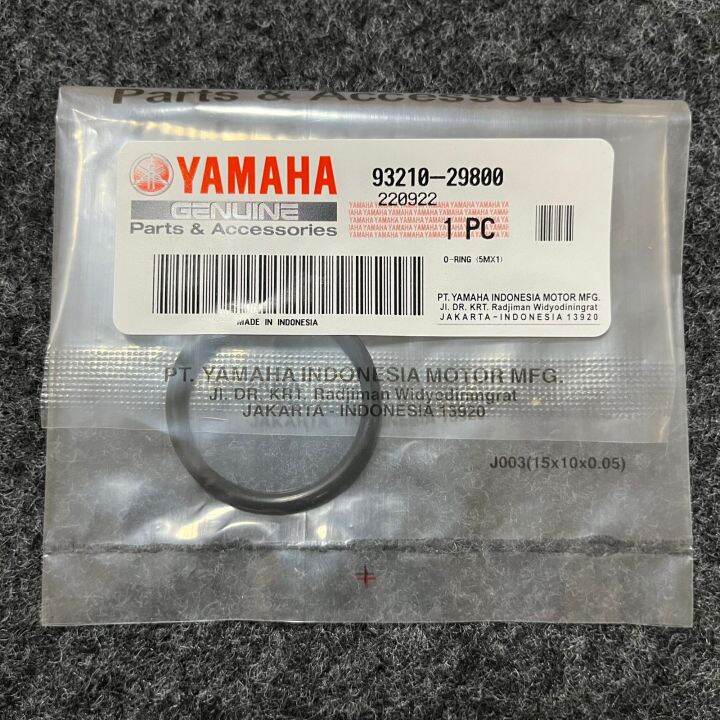 Parts & Accessories
YAMAHA
GENUINE
Parts & Accessories
93210-29800
220922
1 PC
O-RING (5MX1)
MADE IN INDONESIA
PT. YAMAHA INDONESIA MOTOR MFG.
Jl. DR. KRT. Radjiman Widyodiningrat
JAKARTA-INDONESIA 13920
PT. YAMAHA INDONESIA MOTOR MFG.
Jl. DR. KRT. Radjiman Widyodiringrat
JAKARTA - INDONESIA 13920
J003(15x10x0.05)